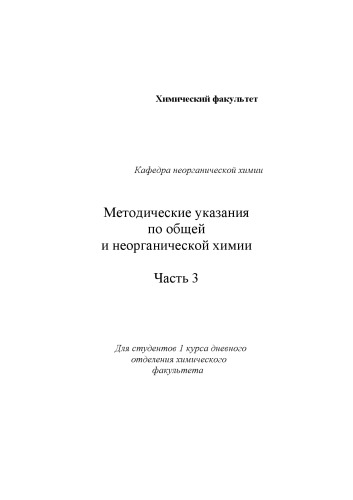 Химический факультет
Кафедра неорганической химии
Методические указания
по общей
и неорганической химии
Часть 3
Для студентов 1 курса дневного
отделения химического
факультета